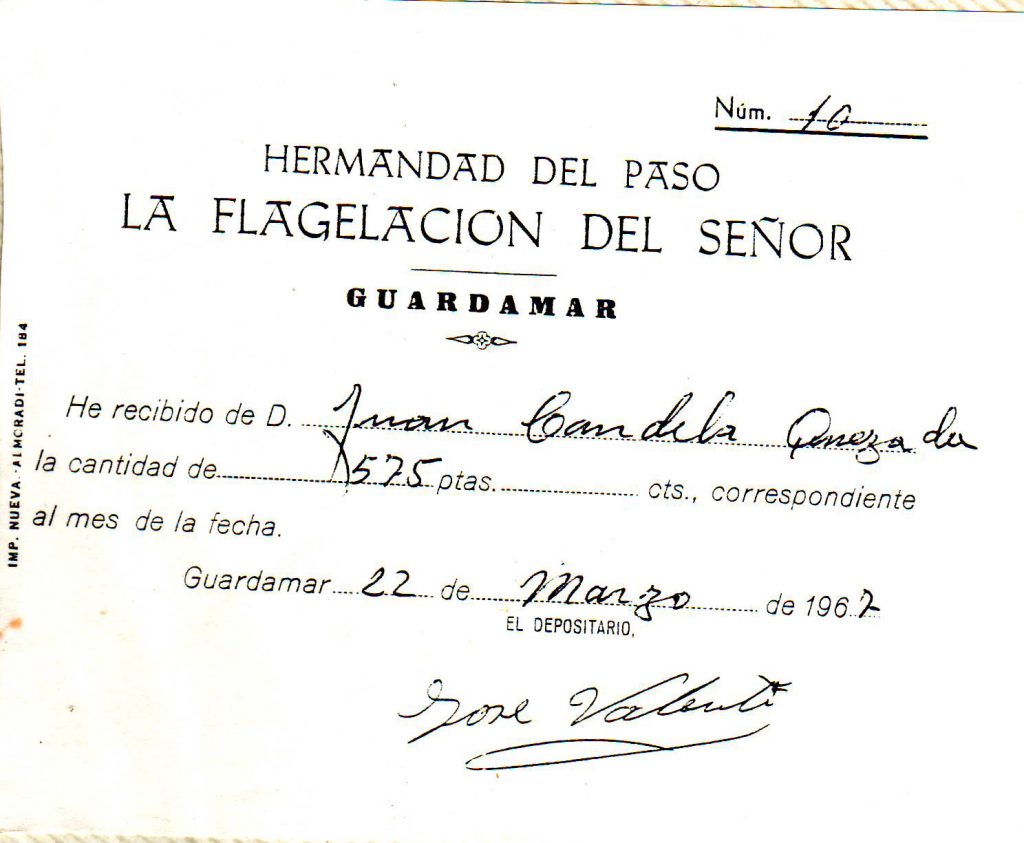 Núm. 10
HERMANDAD DEL PASO
LA FLAGELACION DEL SEÑOR
GUARDAMAR
He recibido de D. Juan Candela
la cantidad de 575 ptas. cts., correspondiente
al mes de la fecha.
Guardamar 22 de Marzo de 1967
EL DEPOSITARIO,
Jose Valenti
IMP. NUEVA.-ALMORADI-TEL. 184